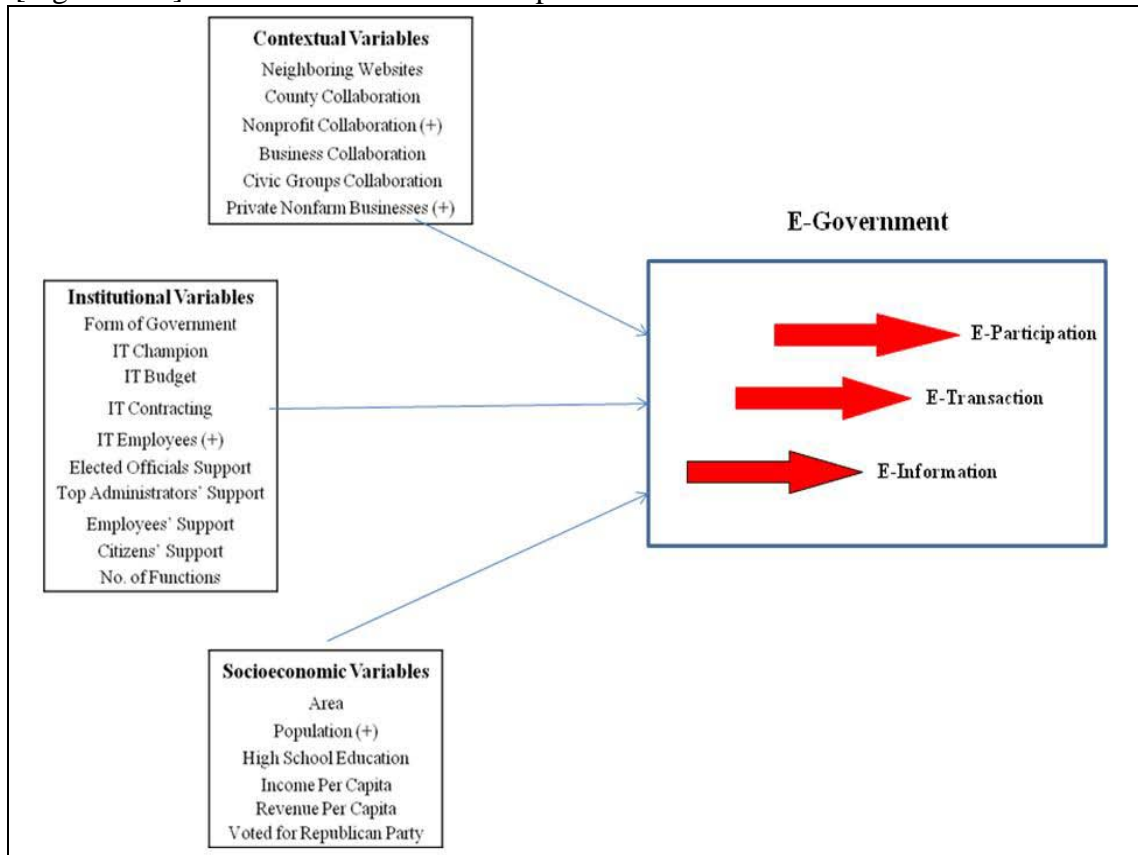 Contextual Variables
Neighboring Websites
County Collaboration
Nonprofit Collaboration (+)
Business Collaboration
Civic Groups Collaboration
Private Nonfarm Businesses (+)
Institutional Variables
Form of Government
IT Champion
IT Budget
IT Contracting
IT Employees (+)
Elected Officials Support
Top Administrators' Support
Employees' Support
Citizens' Support
No. of Functions
Socioeconomic Variables
Area
Population (+)
High School Education
Income Per Capita
Revenue Per Capita
Voted for Republican Party
E-Government
E-Participation
E-Transaction
E-Information